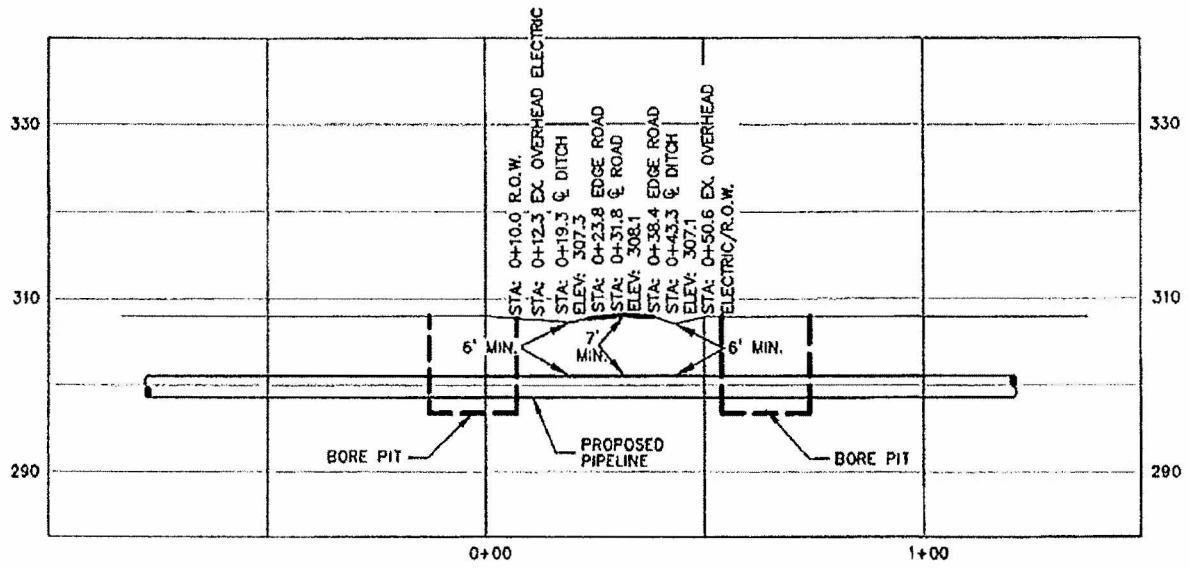 STA: 0+10.0 R.O.W.
STA: 0+12.3 EX. OVERHEAD ELECTRIC
STA: 0+19.3 ℄ DITCH
ELEV: 307.3
STA: 0+23.8 EDGE ROAD
STA: 0+31.8 ℄ ROAD
ELEV: 308.1
STA: 0+38.4 EDGE ROAD
STA: 0+43.3 ℄ DITCH
ELEV: 307.1
STA: 0+50.6 EX. OVERHEAD
ELECTRIC/R.O.W.
330
330
310
310
6' MIN.
7'
MIN.
6' MIN.
BORE PIT
PROPOSED
PIPELINE
BORE PIT
290
290
0+00
1+00